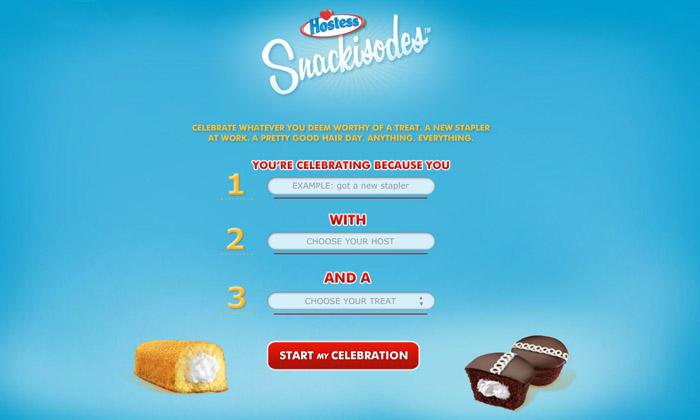 Hostess
Snackisodes™
CELEBRATE WHATEVER YOU DEEM WORTHY OF A TREAT. A NEW STAPLER
AT WORK, A PRETTY GOOD HAIR DAY. ANYTHING. EVERYTHING.
YOU'RE CELEBRATING BECAUSE YOU
1
EXAMPLE: got a new stapler
WITH
2
CHOOSE YOUR HOST
AND A
3
CHOOSE YOUR TREAT
START MY CELEBRATION